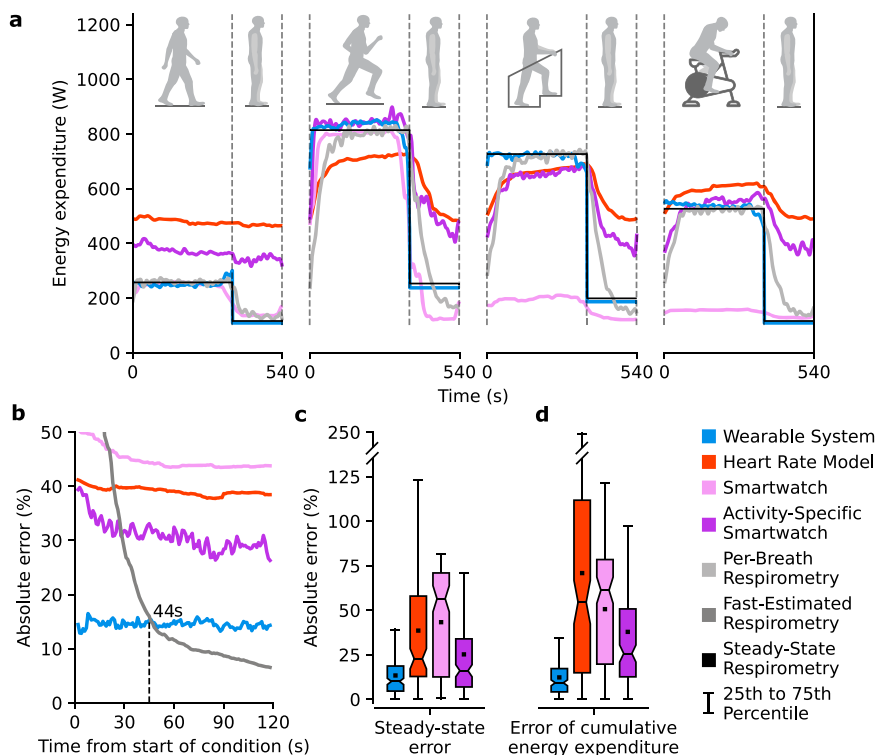 a
Energy expenditure (W)
1200
1000
800
600
400
200
0
0
540
0
540
0
540
0
540
Time (s)
b
Absolute error (%)
50
40
30
20
10
0
44s
0
30
60
90
120
Time from start of condition (s)
c
Absolute error (%)
250
125
100
75
50
25
0
Steady-state
error
d
Error of cumulative
energy expenditure
Wearable System
Heart Rate Model
Smartwatch
Activity-Specific
Smartwatch
Per-Breath
Respirometry
Fast-Estimated
Respirometry
Steady-State
Respirometry
25th to 75th
Percentile